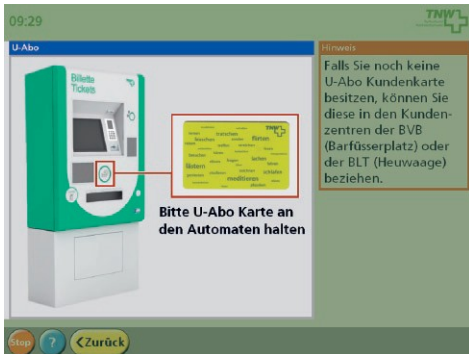 09:29
TNW
U-Abo
Hinweis
Billette
Tickets
TNW
Bitte U-Abo Karte an
den Automaten halten
Falls Sie noch keine
U-Abo Kundenkarte
besitzen, können Sie
diese in den Kunden-
zentren der BVB
(Barfüsserplatz) oder
der BLT (Heuwaage)
beziehen.
Stop
?
Zurück